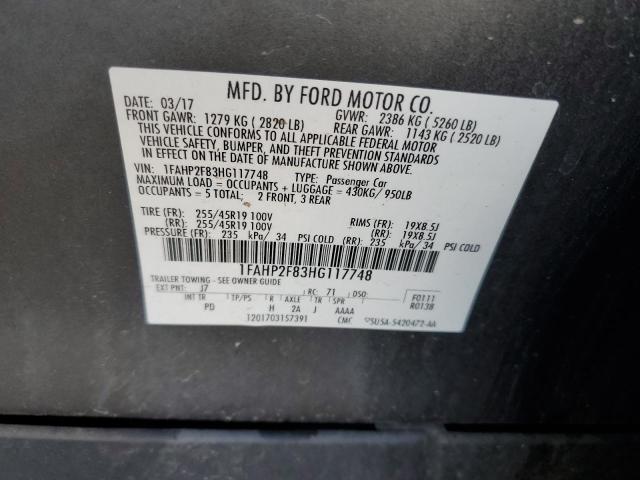 MFD. BY FORD MOTOR CO.
DATE: 03/17 GVWR: 2386 KG ( 5260 LB)
FRONT GAWR: 1279 KG ( 2820 LB) REAR GAWR: 1143 KG ( 2520 LB)
THIS VEHICLE CONFORMS TO ALL APPLICABLE FEDERAL MOTOR
VEHICLE SAFETY, BUMPER, AND THEFT PREVENTION STANDARDS
IN EFFECT ON THE DATE OF MANUFACTURE SHOWN ABOVE.
VIN: 1FAHP2F83HG117748 TYPE: Passenger Car
MAXIMUM LOAD = OCCUPANTS + LUGGAGE = 430KG/ 950LB
OCCUPANTS = 5 TOTAL: 2 FRONT, 3 REAR
TIRE (FR): 255/45R19 100V RIMS (FR): 19X8.5J
(RR): 255/45R19 100V (RR): 19X8.5J
PRESSURE (FR): 235 kPa/ 34 PSI COLD (RR): 235 kPa/ 34 PSI COLD
1FAHP2F83HG117748
TRAILER TOWING - SEE OWNER GUIDE
EXT PNT: J7 RC: 71 DSO: F0111
INT TR TP/PS R AXLE TR SPR R0138
PD H 2A J AAAA
1201703157391 CMC 5U5A-5420472-AA